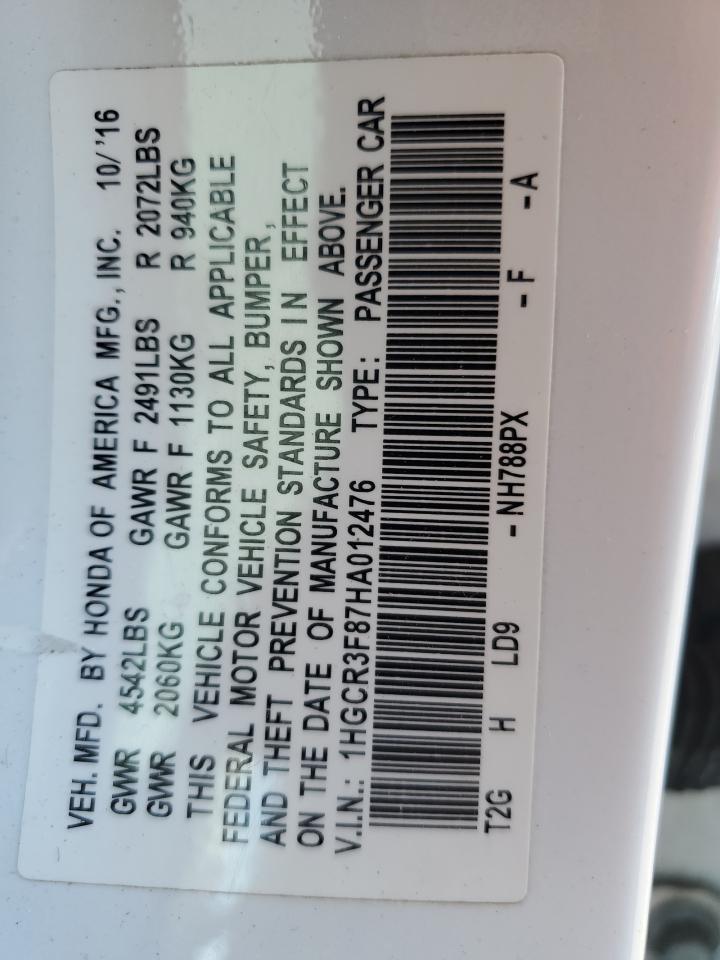 VEH. MFD. BY HONDA OF AMERICA MFG., INC. 10/'16
GVWR 4542LBS GAWR F 2491LBS R 2072LBS
GVWR 2060KG GAWR F 1130KG R 940KG
THIS VEHICLE CONFORMS TO ALL APPLICABLE
FEDERAL MOTOR VEHICLE SAFETY, BUMPER,
AND THEFT PREVENTION STANDARDS IN EFFECT
ON THE DATE OF MANUFACTURE SHOWN ABOVE.
V.I.N.: 1HGCR3F87HA012476 TYPE: PASSENGER CAR
T2G H LD9 - NH788PX - F - A